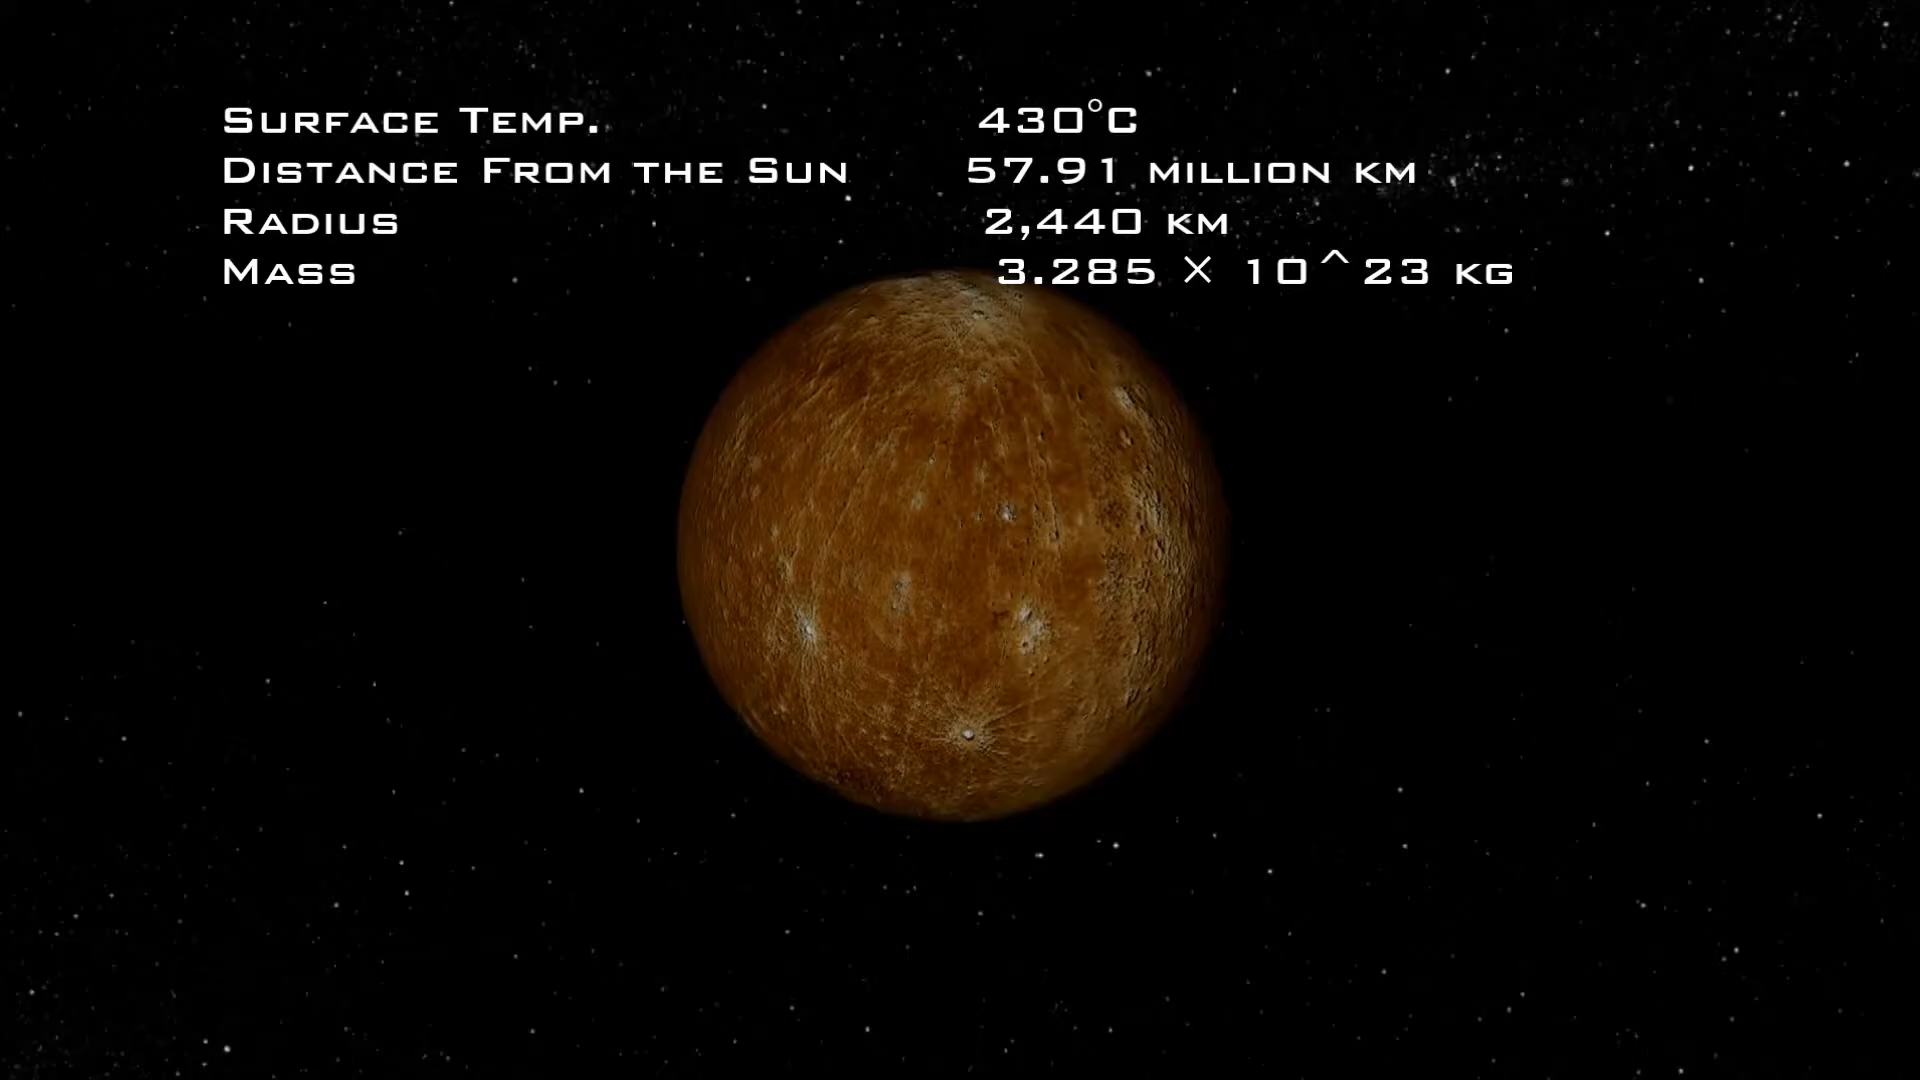 Surface Temp. 430°C
Distance From the Sun 57.91 million km
Radius 2,440 km
Mass 3.285 × 10^23 kg